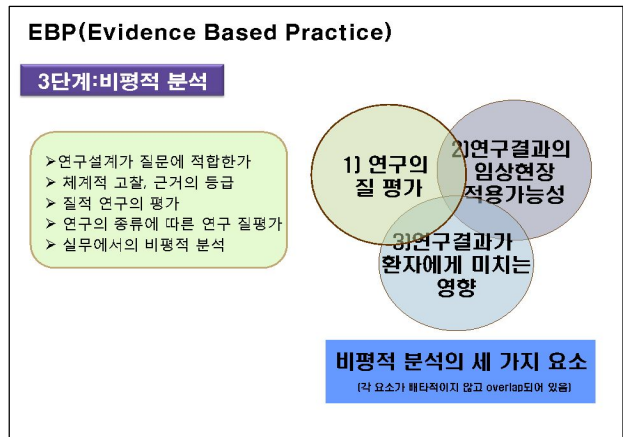 EBP(Evidence Based Practice)
3단계:비평적 분석
➢연구설계가 질문에 적합한가
➢ 체계적 고찰, 근거의 등급
➢ 질적 연구의 평가
➢ 연구의 종류에 따른 연구 질평가
➢ 실무에서의 비평적 분석
1) 연구의
질 평가
2)연구결과의
임상현장
적용가능성
3)연구결과가
환자에게 미치는
영향
비평적 분석의 세 가지 요소
(각 요소가 배타적이지 않고 overlap되어 있음)